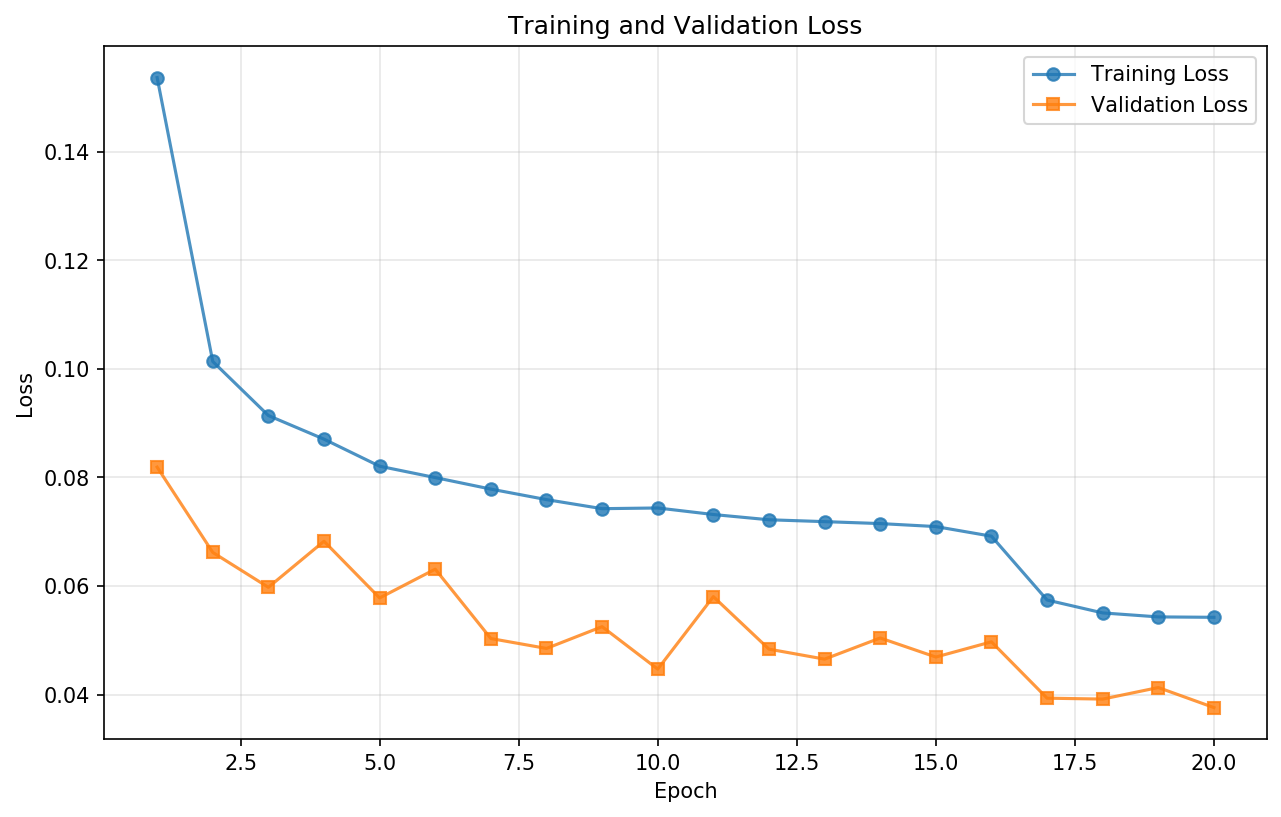 Training and Validation Loss
Training Loss
Validation Loss
0.14
0.12
0.10
0.08
0.06
0.04
Loss
2.5 5.0 7.5 10.0 12.5 15.0 17.5 20.0
Epoch